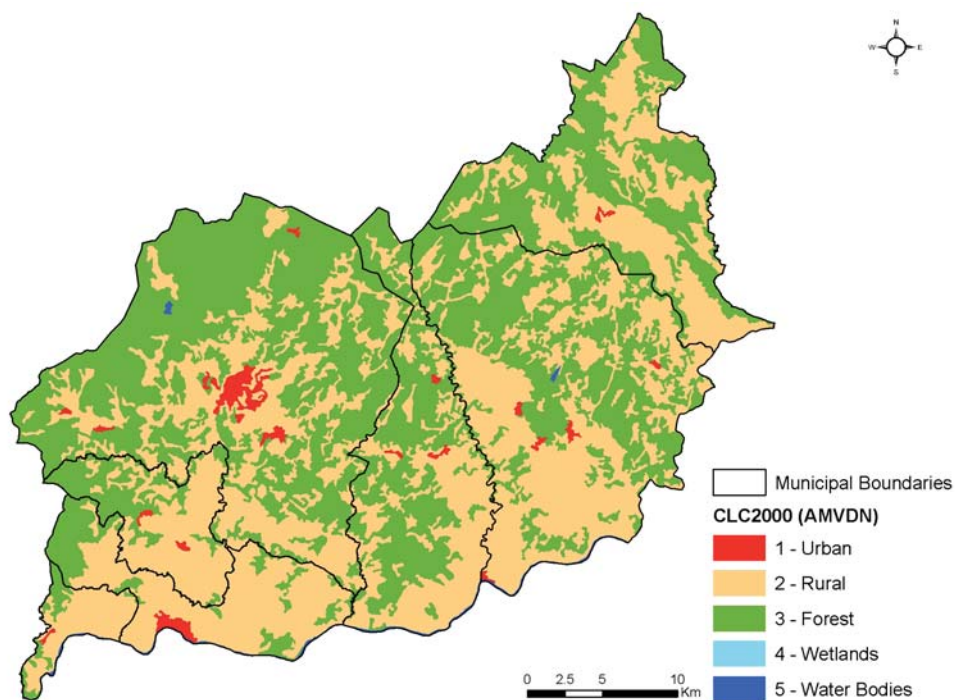 N
W E
S
Municipal Boundaries
CLC2000 (AMVDN)
1 - Urban
2 - Rural
3 - Forest
4 - Wetlands
5 - Water Bodies
0 2.5 5 10
Km